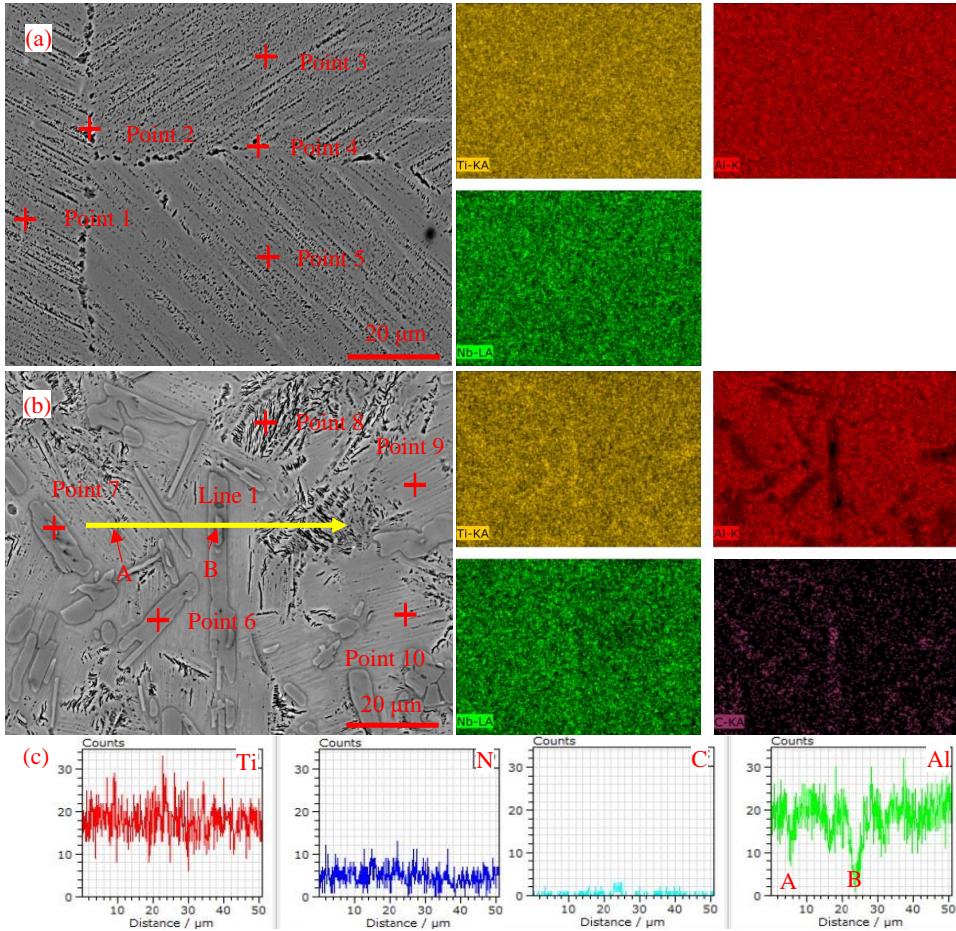 (a)
Point 3
Point 2
Point 4
Point 1
Point 5
20 μm
Ti-KA
Al-K
Nb-LA
(b)
Point 8
Point 9
Point 7
Line 1
A
B
Point 6
Point 10
20 μm
Ti-KA
Al-K
Nb-LA
C-KA
(c)
Counts
Ti
30
20
10
0
10 20 30 40 50
Distance / μm
Counts
N
30
20
10
0
10 20 30 40 50
Distance / μm
Counts
C
30
20
10
0
10 20 30 40 50
Distance / μm
Counts
Al
30
20
10
0
A
B
10 20 30 40 50
Distance / μm